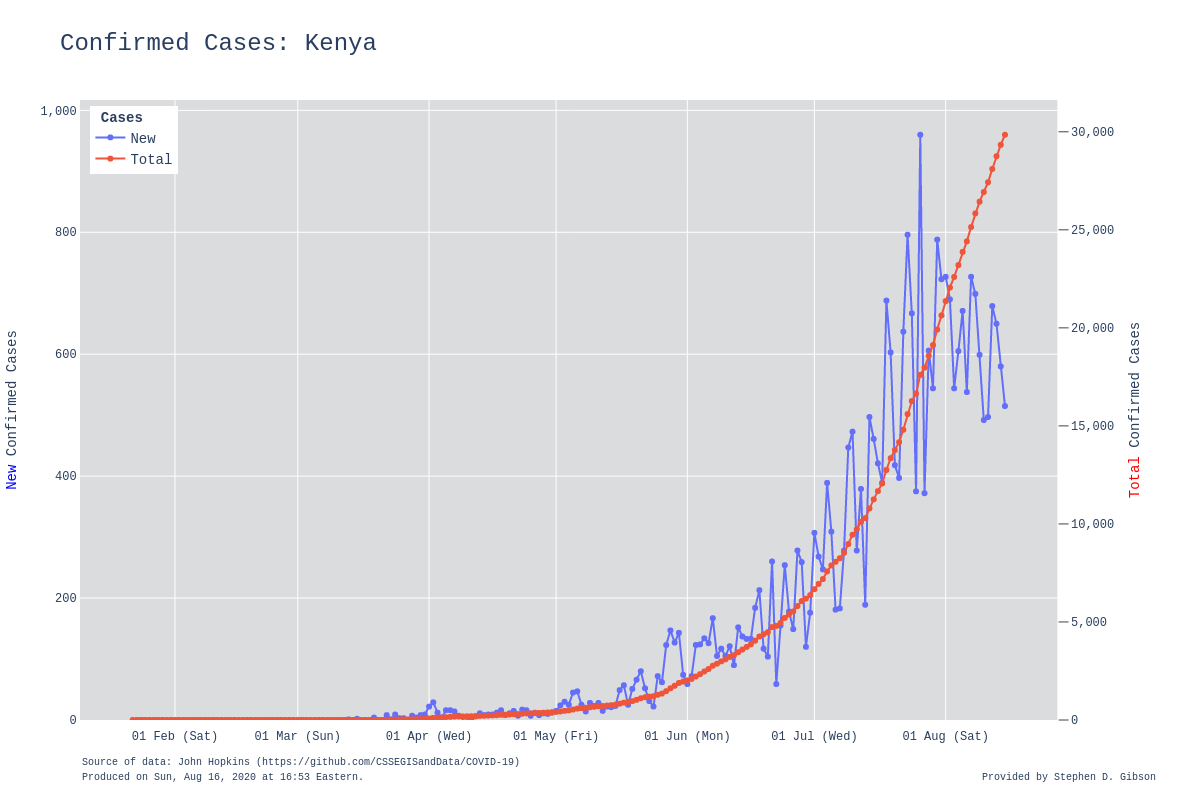 Confirmed Cases: Kenya
Cases
New
Total
1,000
800
600
400
200
0
30,000
25,000
20,000
15,000
10,000
5,000
0
New Confirmed Cases
Total Confirmed Cases
01 Feb (Sat)
01 Mar (Sun)
01 Apr (Wed)
01 May (Fri)
01 Jun (Mon)
01 Jul (Wed)
01 Aug (Sat)
Source of data: John Hopkins (https://github.com/CSSEGISandData/COVID-19)
Produced on Sun, Aug 16, 2020 at 16:53 Eastern.
Provided by Stephen D. Gibson